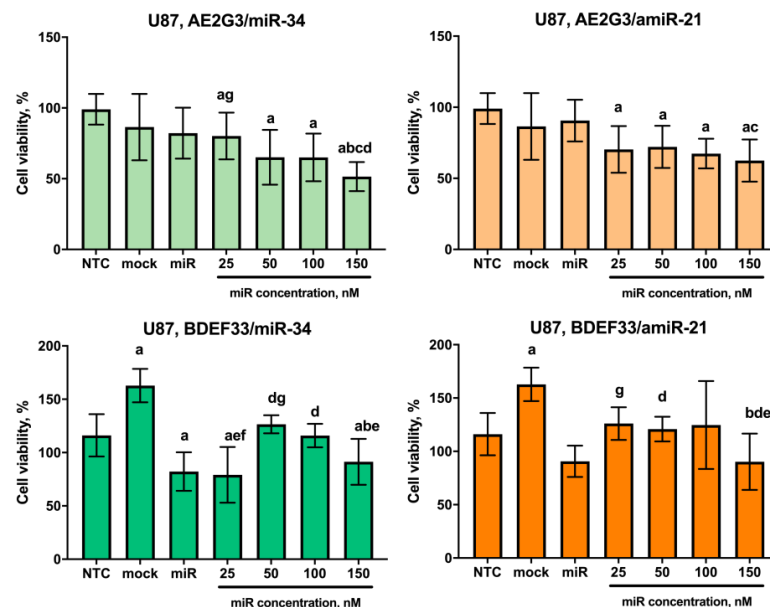 U87, AE2G3/miR-34
Cell viability, %
150
100
50
0
ag
a
a
abcd
NTC mock miR 25 50 100 150
miR concentration, nM
U87, AE2G3/amiR-21
Cell viability, %
150
100
50
0
a
a
a
ac
NTC mock miR 25 50 100 150
miR concentration, nM
U87, BDEF33/miR-34
Cell viability, %
200
150
100
50
0
a
a
aef
dg
d
abe
NTC mock miR 25 50 100 150
miR concentration, nM
U87, BDEF33/amiR-21
Cell viability, %
200
150
100
50
0
a
g
d
bde
NTC mock miR 25 50 100 150
miR concentration, nM